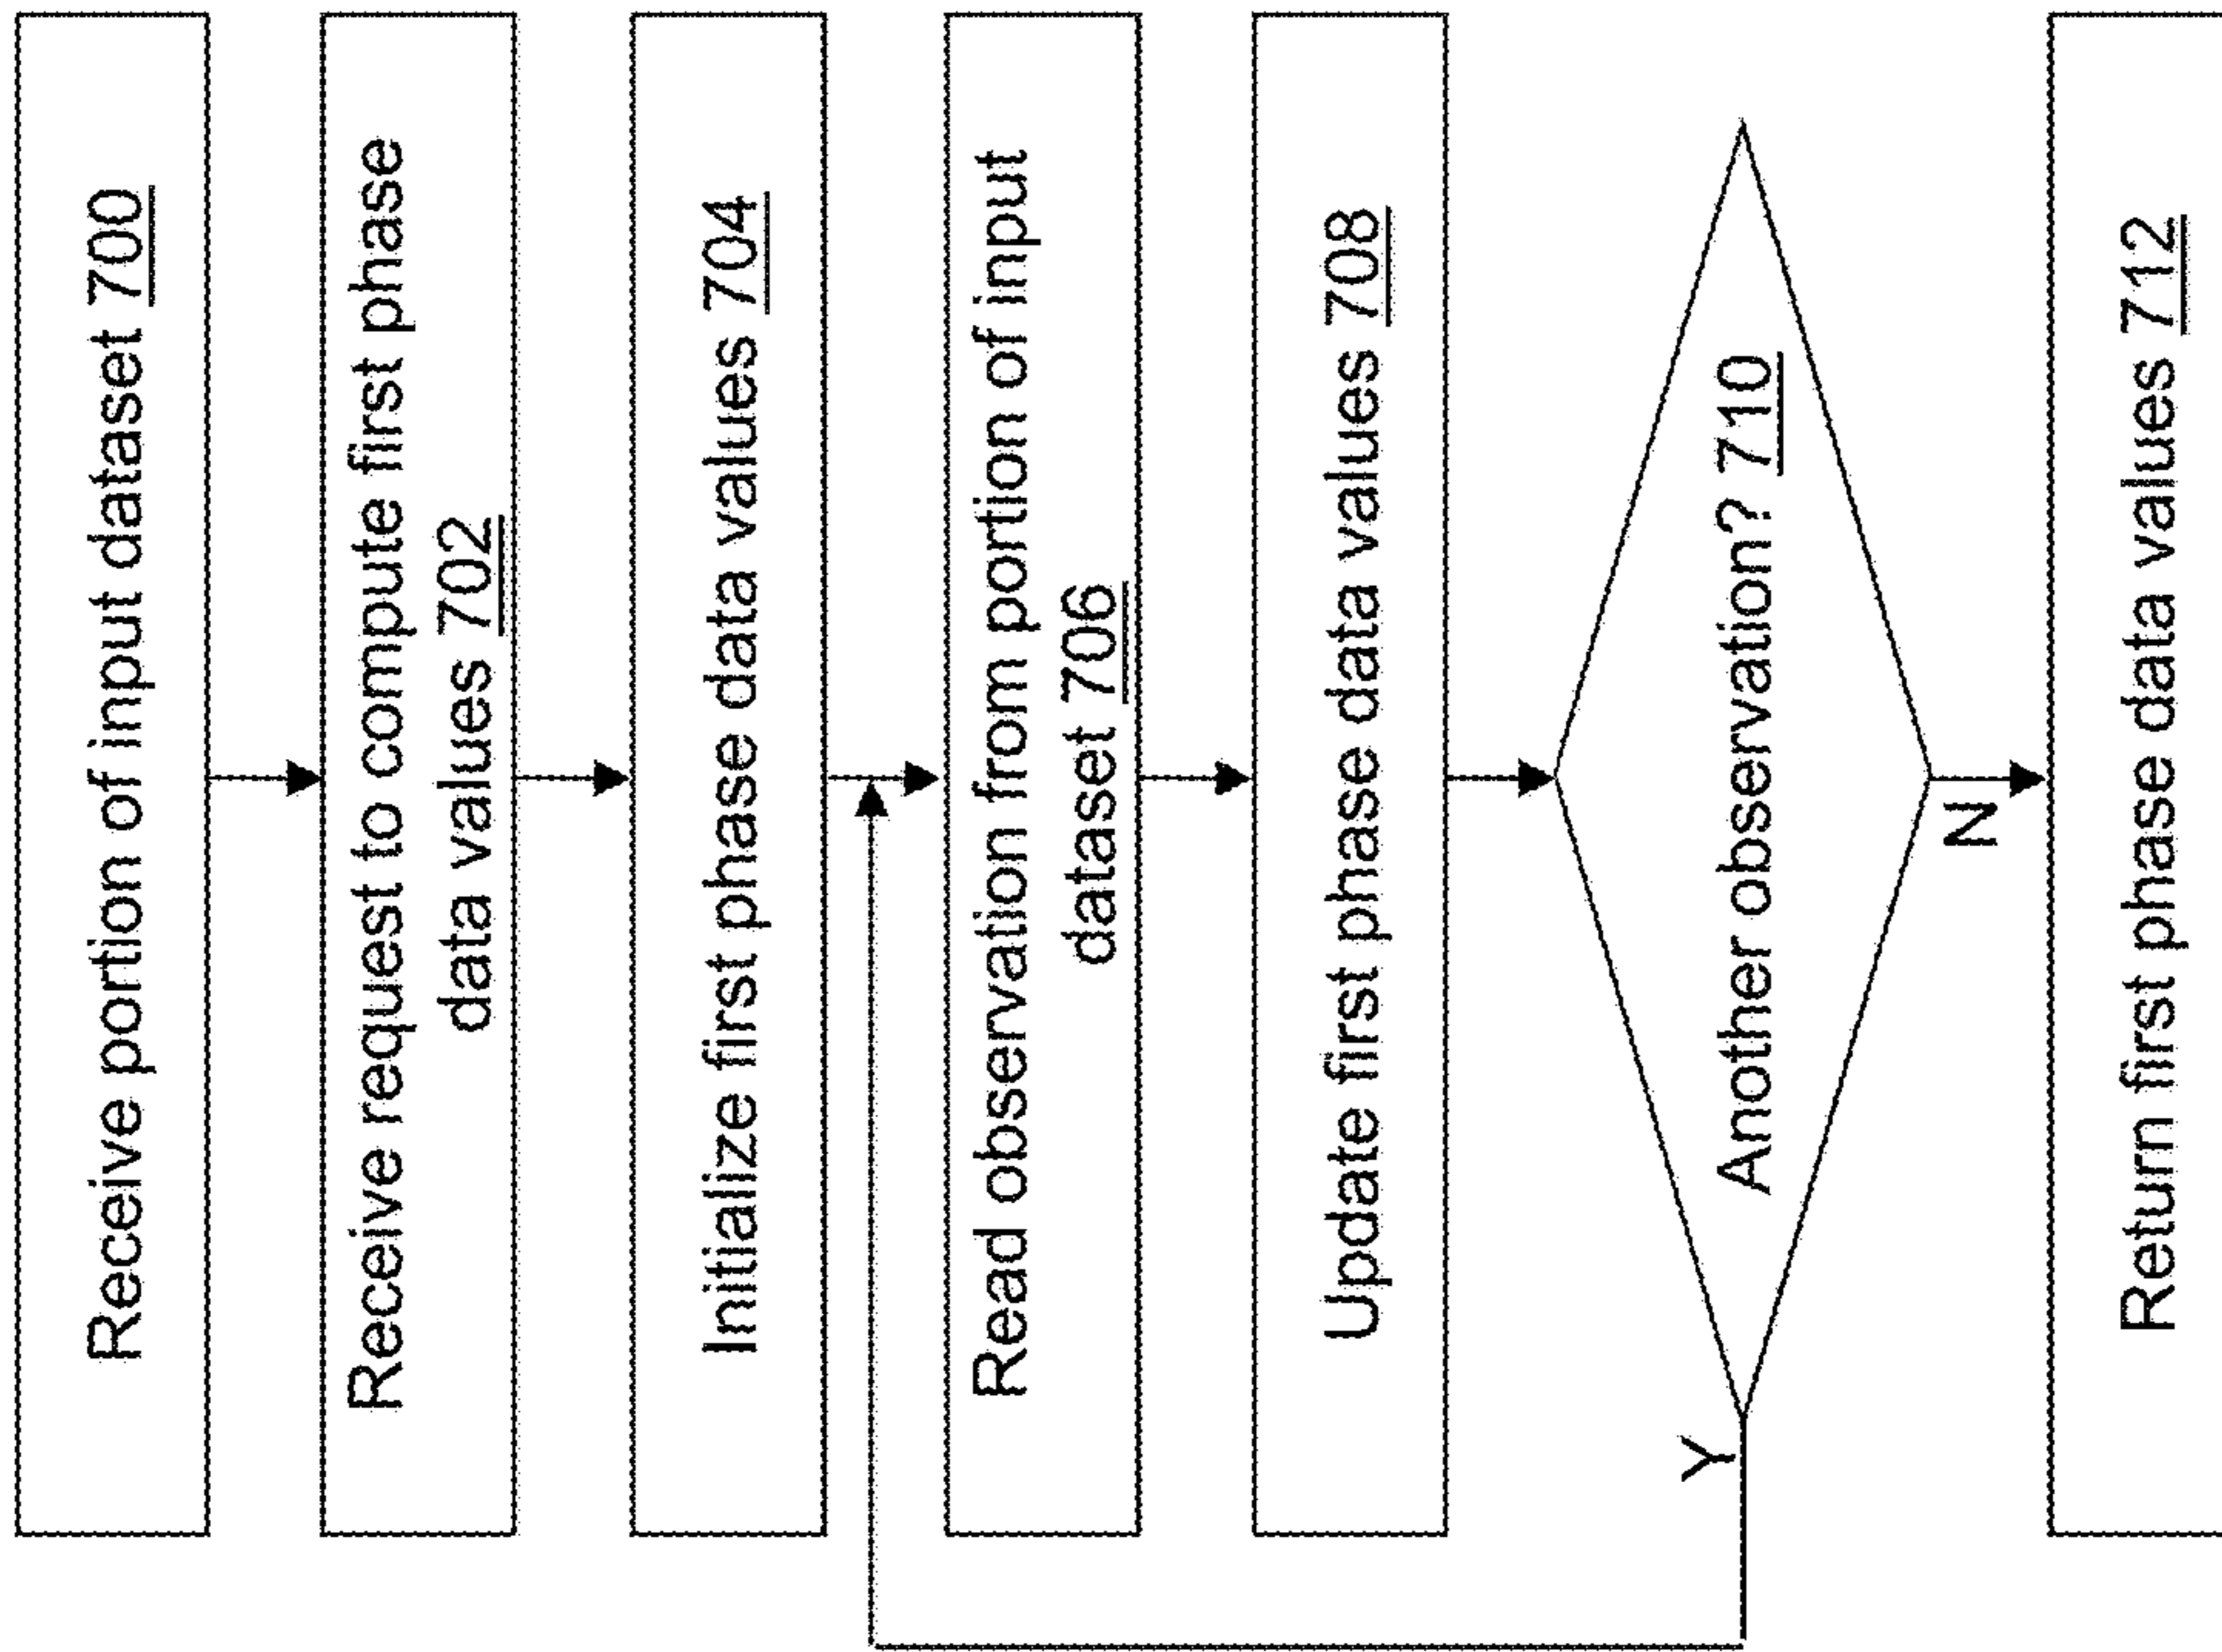 Receive portion of input dataset 700
Receive request to compute first phase
data values 702
Initialize first phase data values 704
Read observation from portion of input
dataset 706
Update first phase data values 708
Another observation? 710
Y
N
Return first phase data values 712